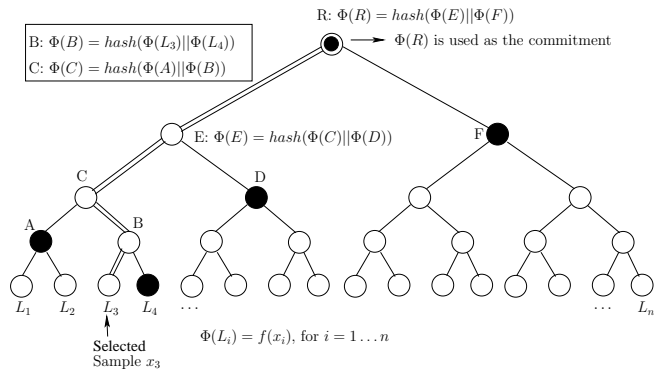 R: Φ(R) = hash(Φ(E)||Φ(F))
B: Φ(B) = hash(Φ(L₃)||Φ(L₄))
Φ(R) is used as the commitment
C: Φ(C) = hash(Φ(A)||Φ(B))
E: Φ(E) = hash(Φ(C)||Φ(D))
F
C
D
A
B
L₁ L₂ L₃ L₄ ... ... Lₙ
Φ(Lᵢ) = f(xᵢ), for i = 1...n
Selected
Sample x₃